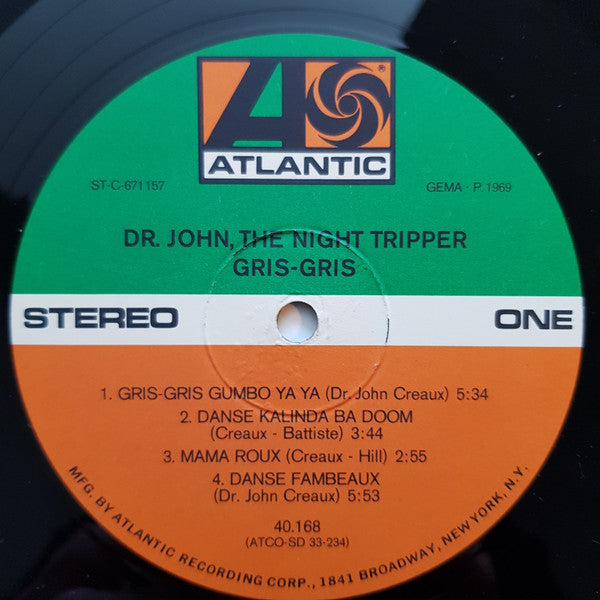 ATLANTIC
®
ST-C-671157
GEMA · P. 1969
DR. JOHN, THE NIGHT TRIPPER
GRIS-GRIS
STEREO
ONE
1. GRIS-GRIS GUMBO YA YA (Dr. John Creaux) 5:34
2. DANSE KALINDA BA DOOM
(Creaux - Battiste) 3:44
3. MAMA ROUX (Creaux - Hill) 2:55
4. DANSE FAMBEAUX
(Dr. John Creaux) 5:53
40.168
(ATCO-SD 33-234)
MFG. BY ATLANTIC RECORDING CORP., 1841 BROADWAY, NEW YORK, N.Y.